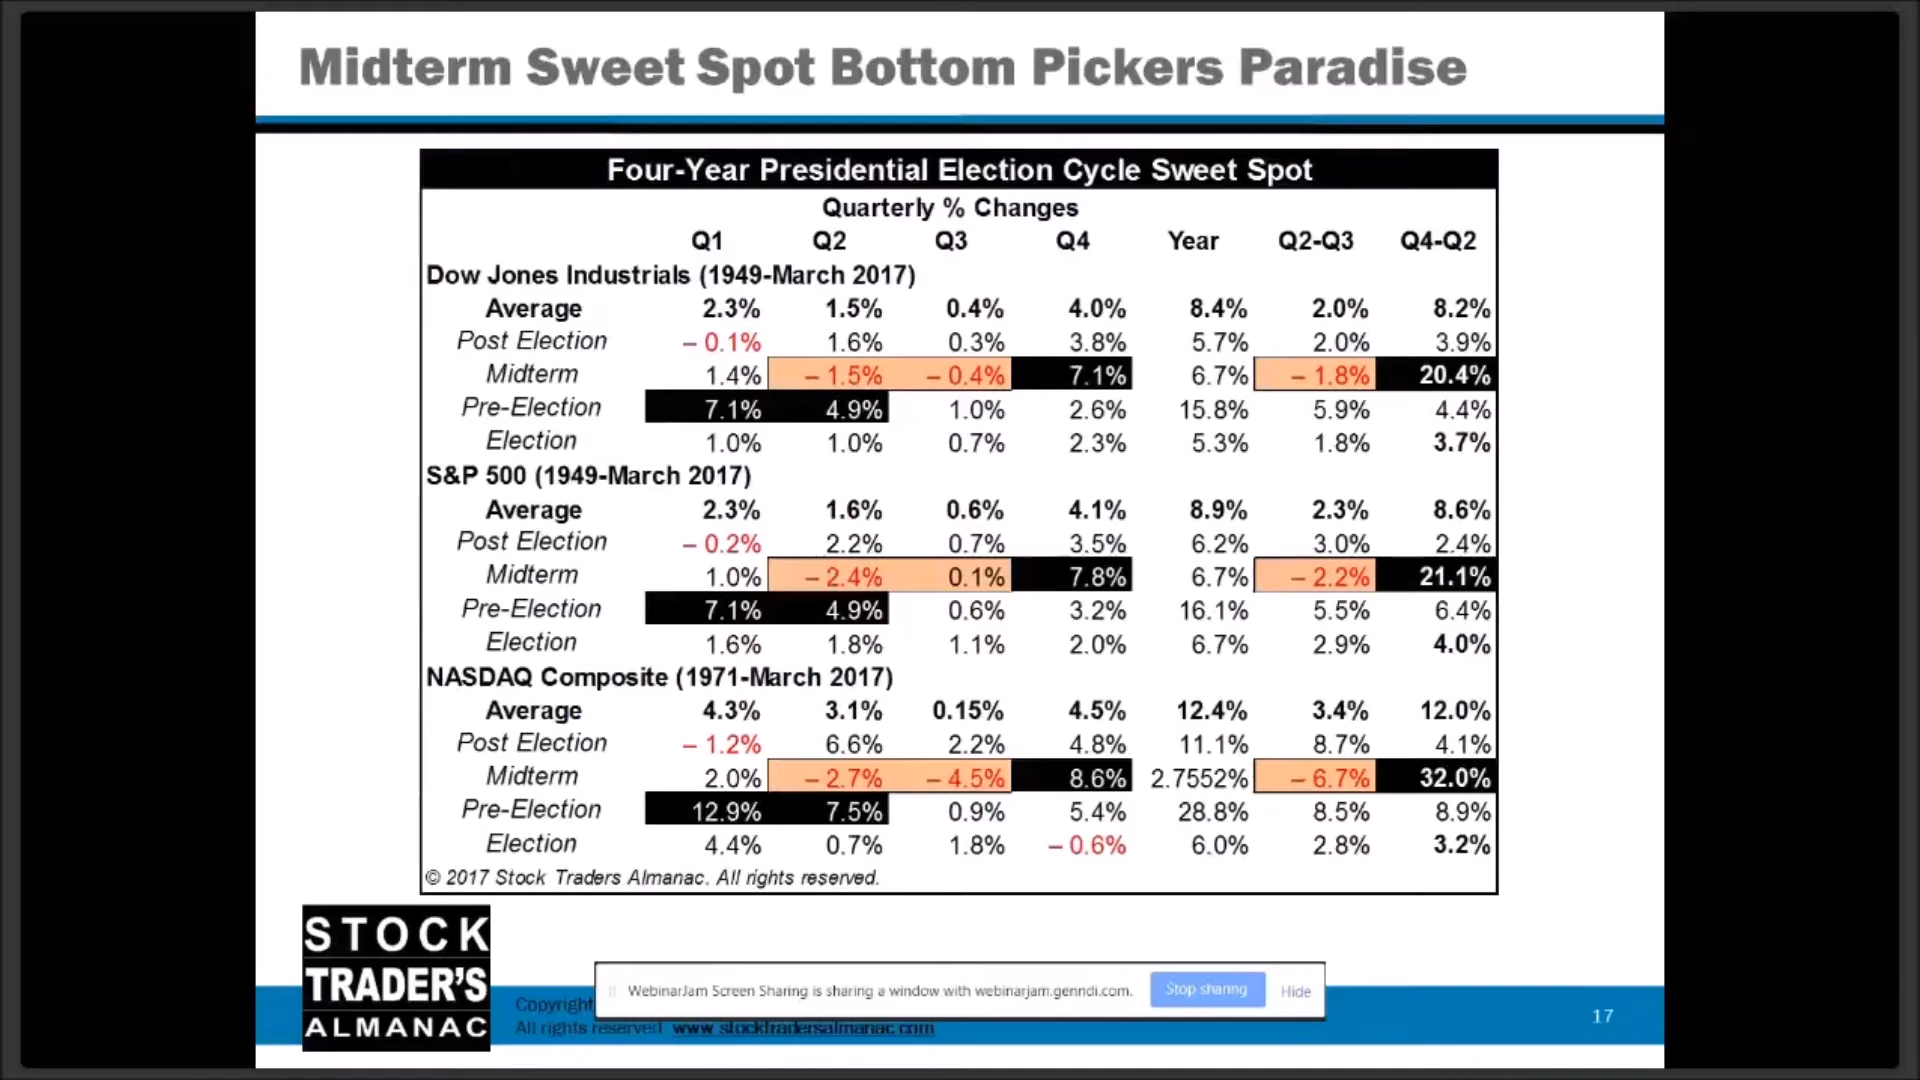 Midterm Sweet Spot Bottom Pickers Paradise
Four-Year Presidential Election Cycle Sweet Spot
Quarterly % Changes
Q1 Q2 Q3 Q4 Year Q2-Q3 Q4-Q2
Dow Jones Industrials (1949-March 2017)
Average 2.3% 1.5% 0.4% 4.0% 8.4% 2.0% 8.2%
Post Election – 0.1% 1.6% 0.3% 3.8% 5.7% 2.0% 3.9%
Midterm 1.4% – 1.5% – 0.4% 7.1% 6.7% – 1.8% 20.4%
Pre-Election 7.1% 4.9% 1.0% 2.6% 15.8% 5.9% 4.4%
Election 1.0% 1.0% 0.7% 2.3% 5.3% 1.8% 3.7%
S&P 500 (1949-March 2017)
Average 2.3% 1.6% 0.6% 4.1% 8.9% 2.3% 8.6%
Post Election – 0.2% 2.2% 0.7% 3.5% 6.2% 3.0% 2.4%
Midterm 1.0% – 2.4% 0.1% 7.8% 6.7% – 2.2% 21.1%
Pre-Election 7.1% 4.9% 0.6% 3.2% 16.1% 5.5% 6.4%
Election 1.6% 1.8% 1.1% 2.0% 6.7% 2.9% 4.0%
NASDAQ Composite (1971-March 2017)
Average 4.3% 3.1% 0.15% 4.5% 12.4% 3.4% 12.0%
Post Election – 1.2% 6.6% 2.2% 4.8% 11.1% 8.7% 4.1%
Midterm 2.0% – 2.7% – 4.5% 8.6% 2.7552% – 6.7% 32.0%
Pre-Election 12.9% 7.5% 0.9% 5.4% 28.8% 8.5% 8.9%
Election 4.4% 0.7% 1.8% – 0.6% 6.0% 2.8% 3.2%
© 2017 Stock Traders Almanac. All rights reserved.
STOCK
TRADER'S
ALMANAC
WebinarJam Screen Sharing is sharing a window with webinarjam.genndi.com. Stop sharing Hide
Copyright
All rights reserved www.stocktradersalmanac.com
17